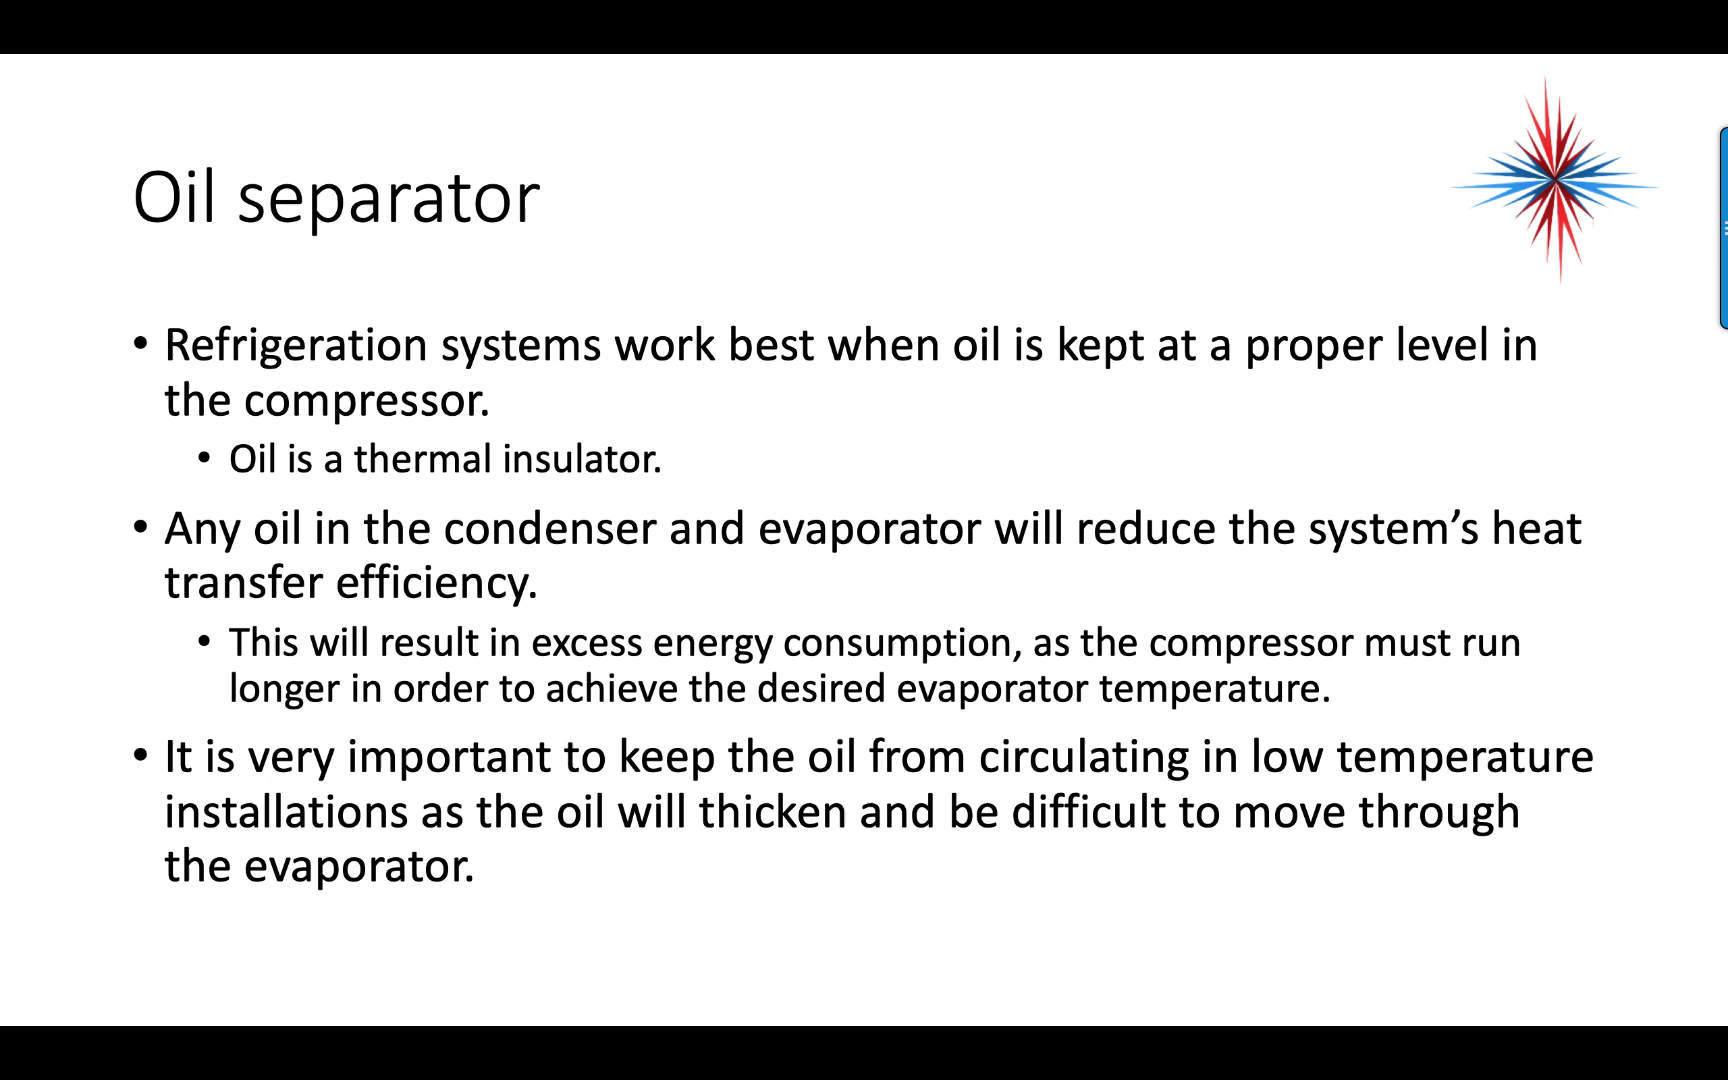 Oil separator
• Refrigeration systems work best when oil is kept at a proper level in
the compressor.
• Oil is a thermal insulator.
• Any oil in the condenser and evaporator will reduce the system’s heat
transfer efficiency.
• This will result in excess energy consumption, as the compressor must run
longer in order to achieve the desired evaporator temperature.
• It is very important to keep the oil from circulating in low temperature
installations as the oil will thicken and be difficult to move through
the evaporator.